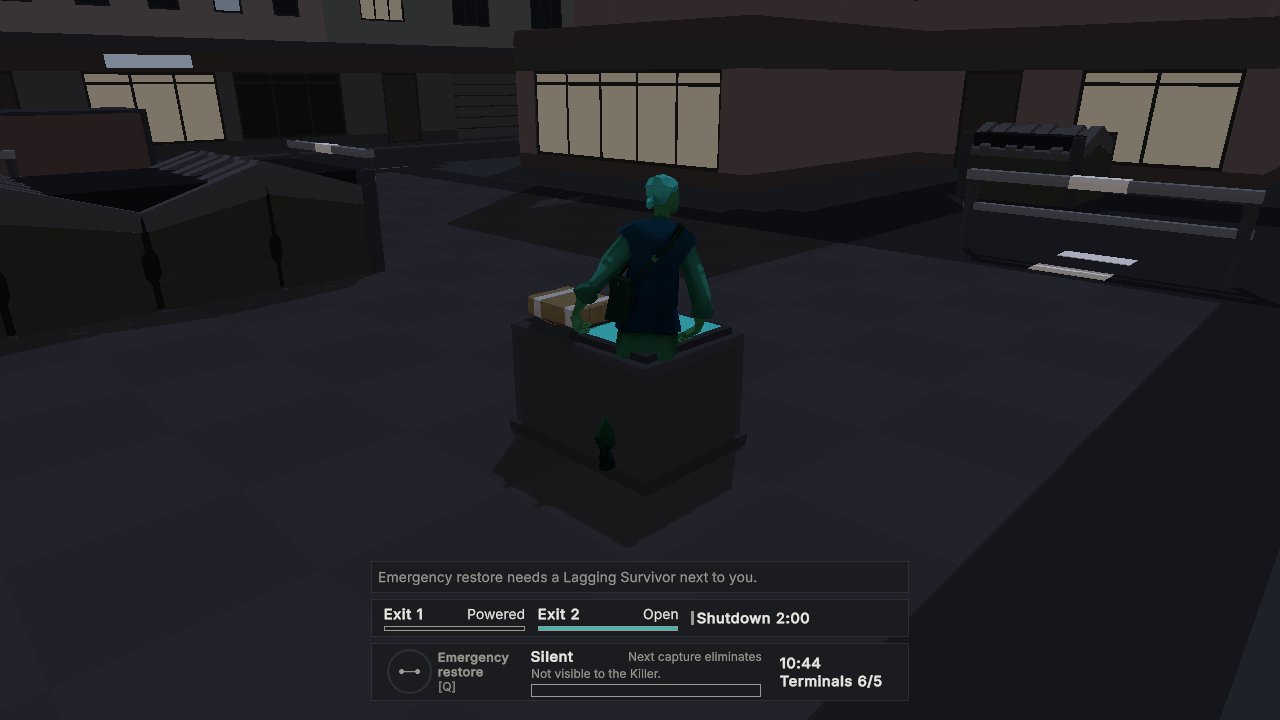 Emergency restore needs a Lagging Survivor next to you.
Exit 1 Powered Exit 2 Open Shutdown 2:00
Emergency restore [Q]
Silent Next capture eliminates
Not visible to the Killer.
10:44
Terminals 6/5